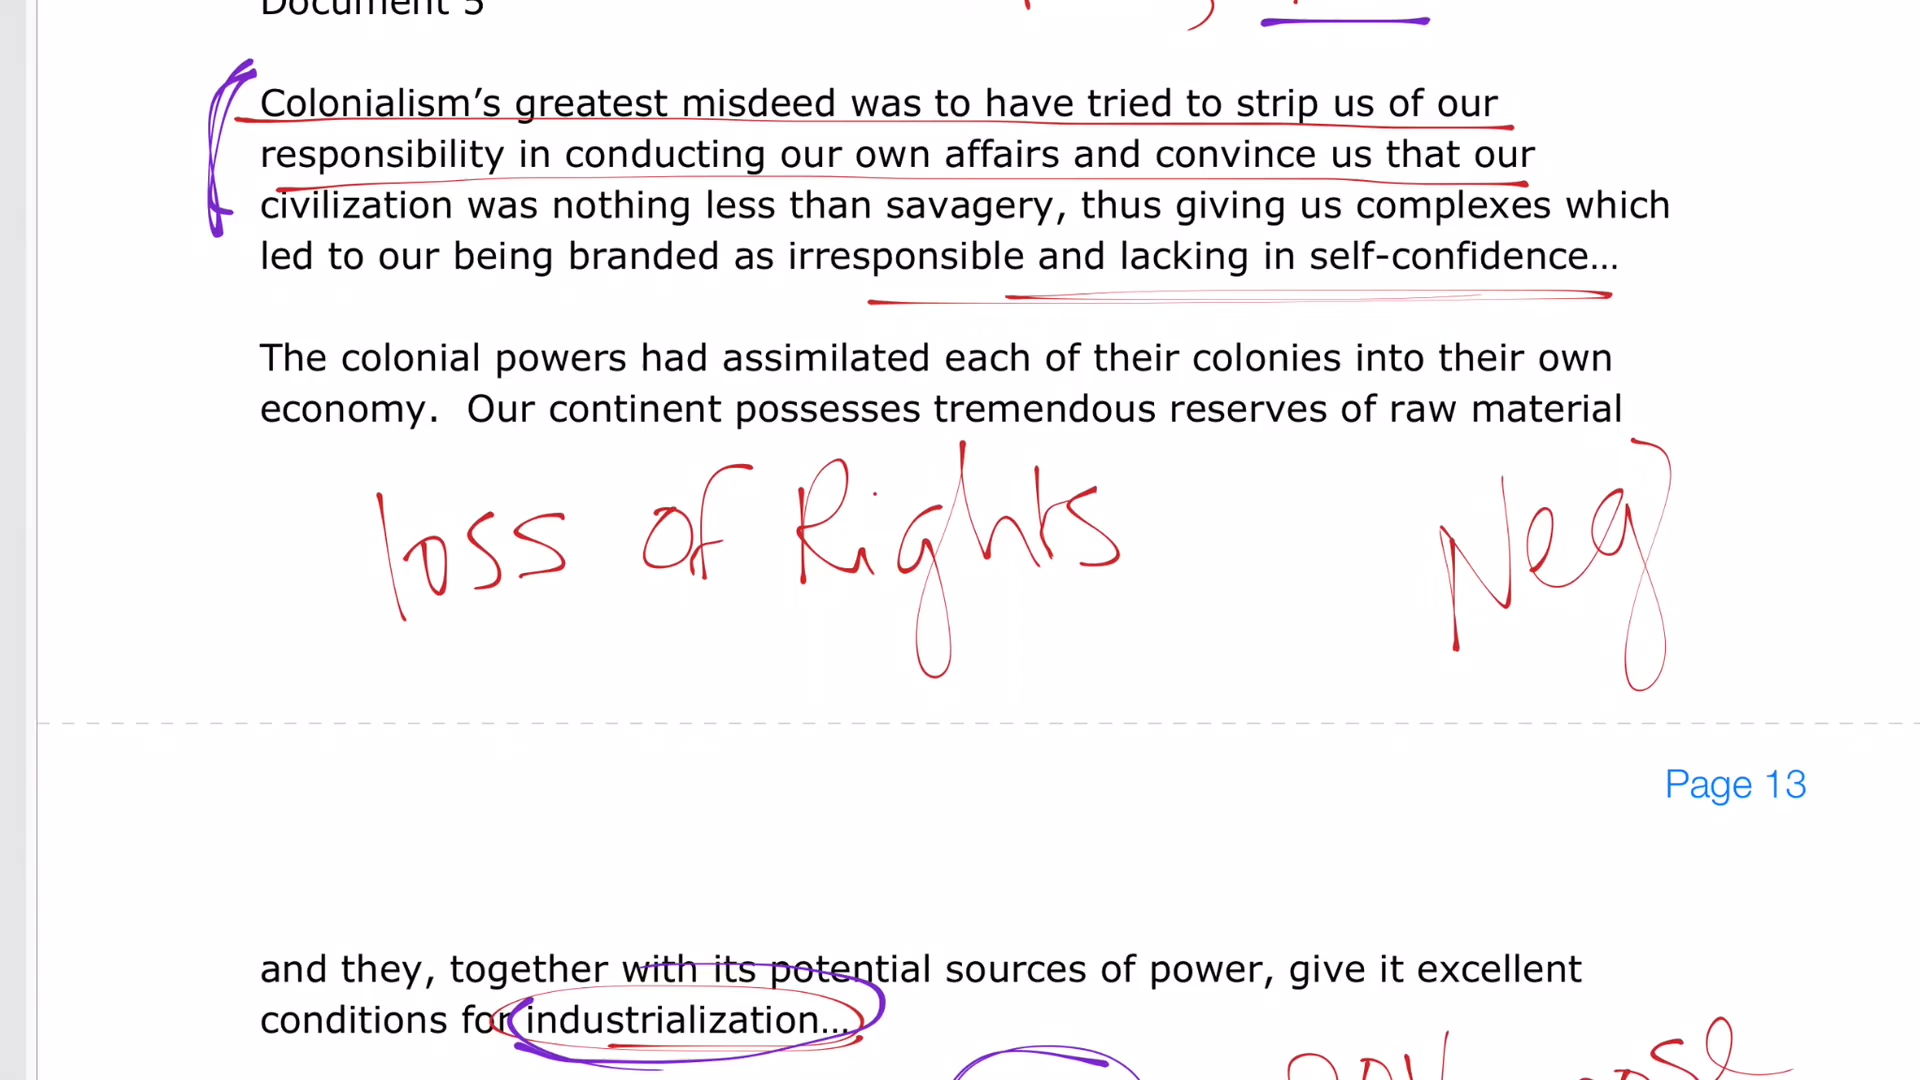 Document 5
Colonialism’s greatest misdeed was to have tried to strip us of our
responsibility in conducting our own affairs and convince us that our
civilization was nothing less than savagery, thus giving us complexes which
led to our being branded as irresponsible and lacking in self-confidence…
The colonial powers had assimilated each of their colonies into their own
economy. Our continent possesses tremendous reserves of raw material
loss of Rights Neg
Page 13
and they, together with its potential sources of power, give it excellent
conditions for industrialization…